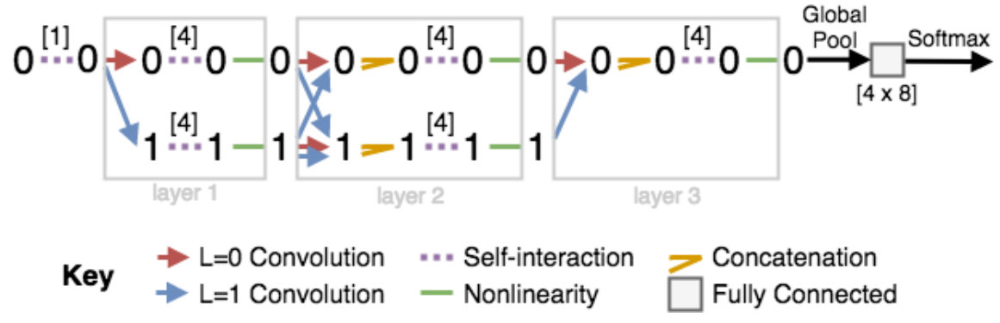 [1] [4] [4] [4] Global Pool Softmax
0 0 0 0 0 0 0 0 0 0 0 0 0
[4 x 8]
[4] [4]
1 1 1 1 1 1
layer 1 layer 2 layer 3
Key
L=0 Convolution Self-interaction Concatenation
L=1 Convolution Nonlinearity Fully Connected